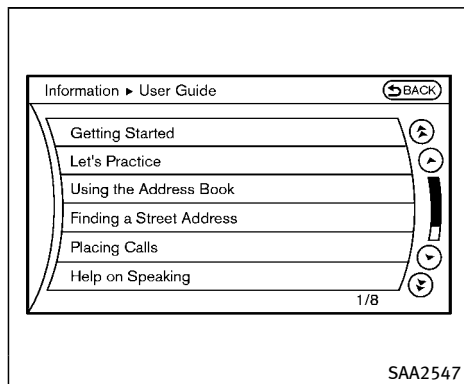 Information ▶ User Guide
BACK
Getting Started
Let's Practice
Using the Address Book
Finding a Street Address
Placing Calls
Help on Speaking
1/8
SAA2547